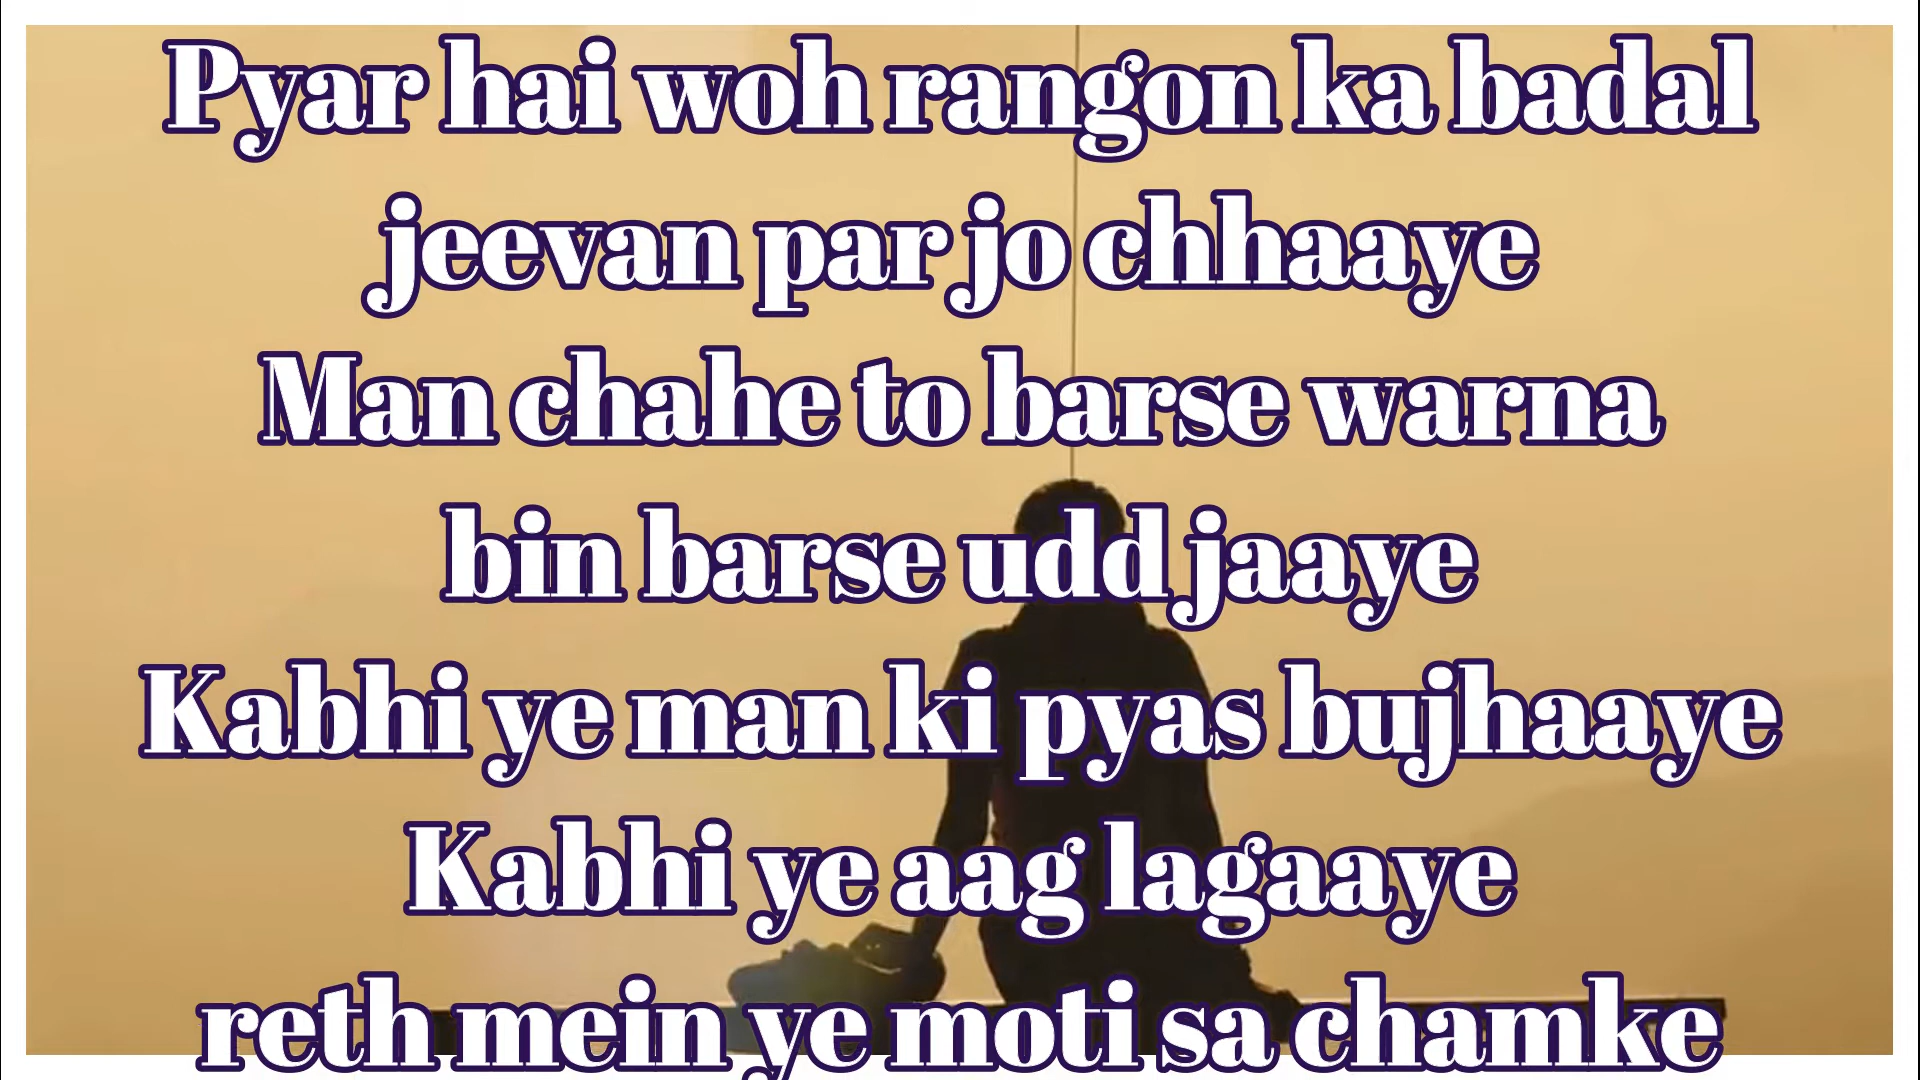 Pyar hai woh rangon ka badal
jeevan par jo chhaaye
Man chahe to barse warna
bin barse udd jaaye
Kabhi ye man ki pyas bujhaaye
Kabhi ye aag lagaaye
reth mein ye moti sa chamke